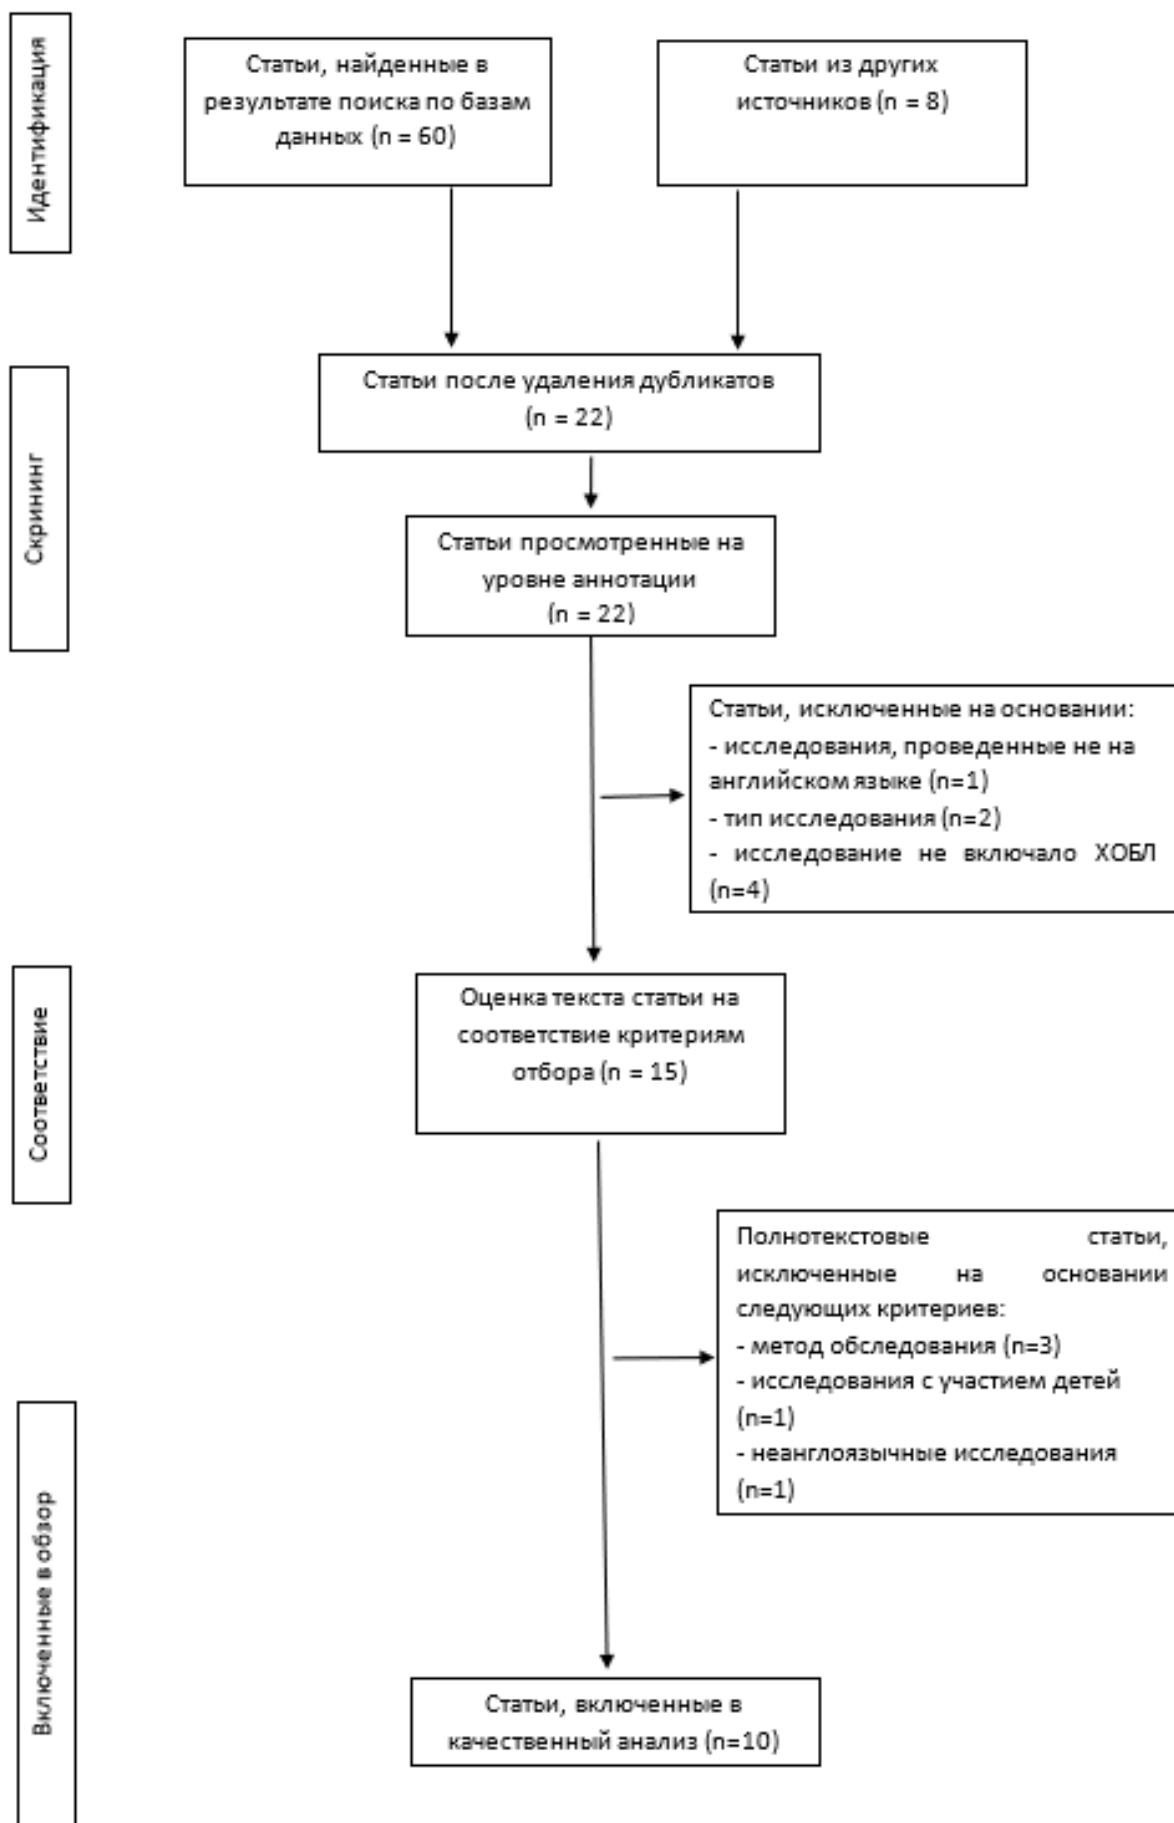 Идентификация
Статьи, найденные в
результате поиска по базам
данных (n = 60)
Статьи из других
источников (n = 8)
Скрининг
Статьи после удаления дубликатов
(n = 22)
Статьи просмотренные на
уровне аннотации
(n = 22)
Статьи, исключенные на основании:
- исследования, проведенные не на
английском языке (n=1)
- тип исследования (n=2)
- исследование не включало ХОБЛ
(n=4)
Соответствие
Оценка текста статьи на
соответствие критериям
отбора (n = 15)
Полнотекстовые статьи,
исключенные на основании
следующих критериев:
- метод обследования (n=3)
- исследования с участием детей
(n=1)
- неанглоязычные исследования
(n=1)
Включенные в обзор
Статьи, включенные в
качественный анализ (n=10)